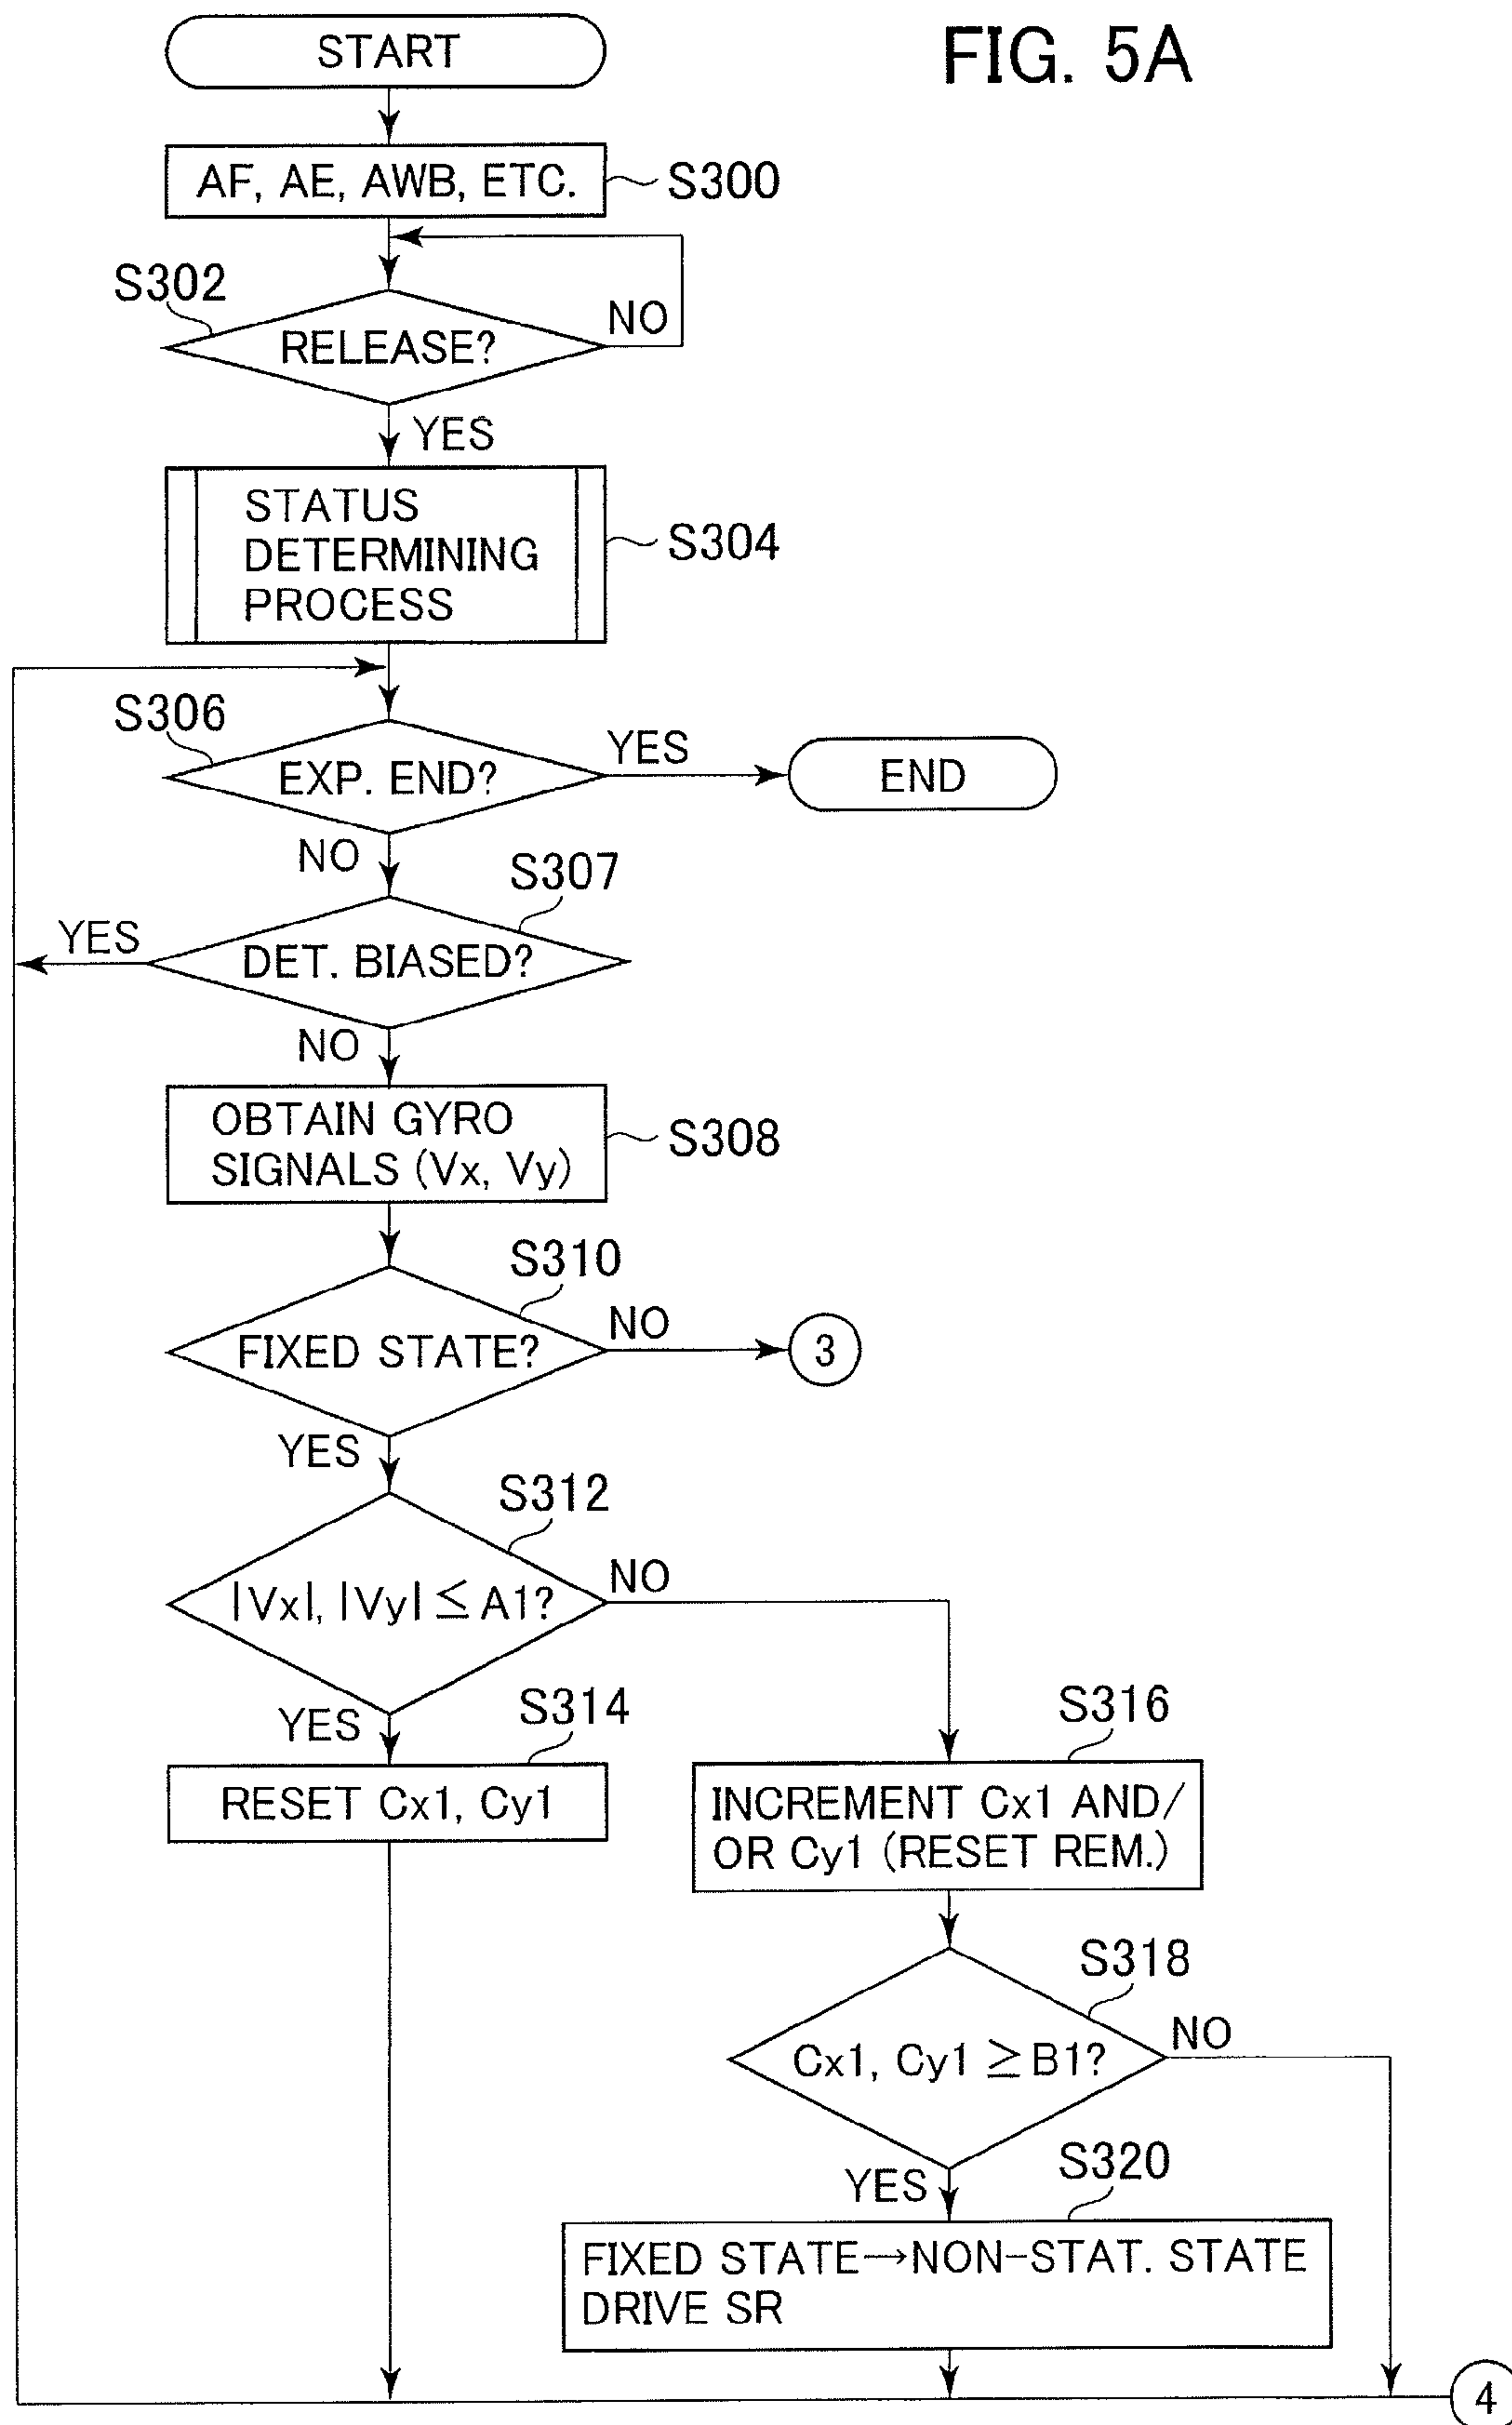 FIG. 5A
START
AF, AE, AWB, ETC.
S300
S302
RELEASE?
NO
YES
STATUS
DETERMINING
PROCESS
S304
S306
EXP. END?
YES
END
NO
S307
YES
DET. BIASED?
NO
OBTAIN GYRO
SIGNALS (Vx, Vy)
S308
S310
FIXED STATE?
NO
3
YES
S312
|Vx|, |Vy| ≦ A1?
NO
YES
S314
RESET Cx1, Cy1
S316
INCREMENT Cx1 AND/
OR Cy1 (RESET REM.)
S318
Cx1, Cy1 ≧ B1?
NO
YES
S320
FIXED STATE→NON-STAT. STATE
DRIVE SR
4